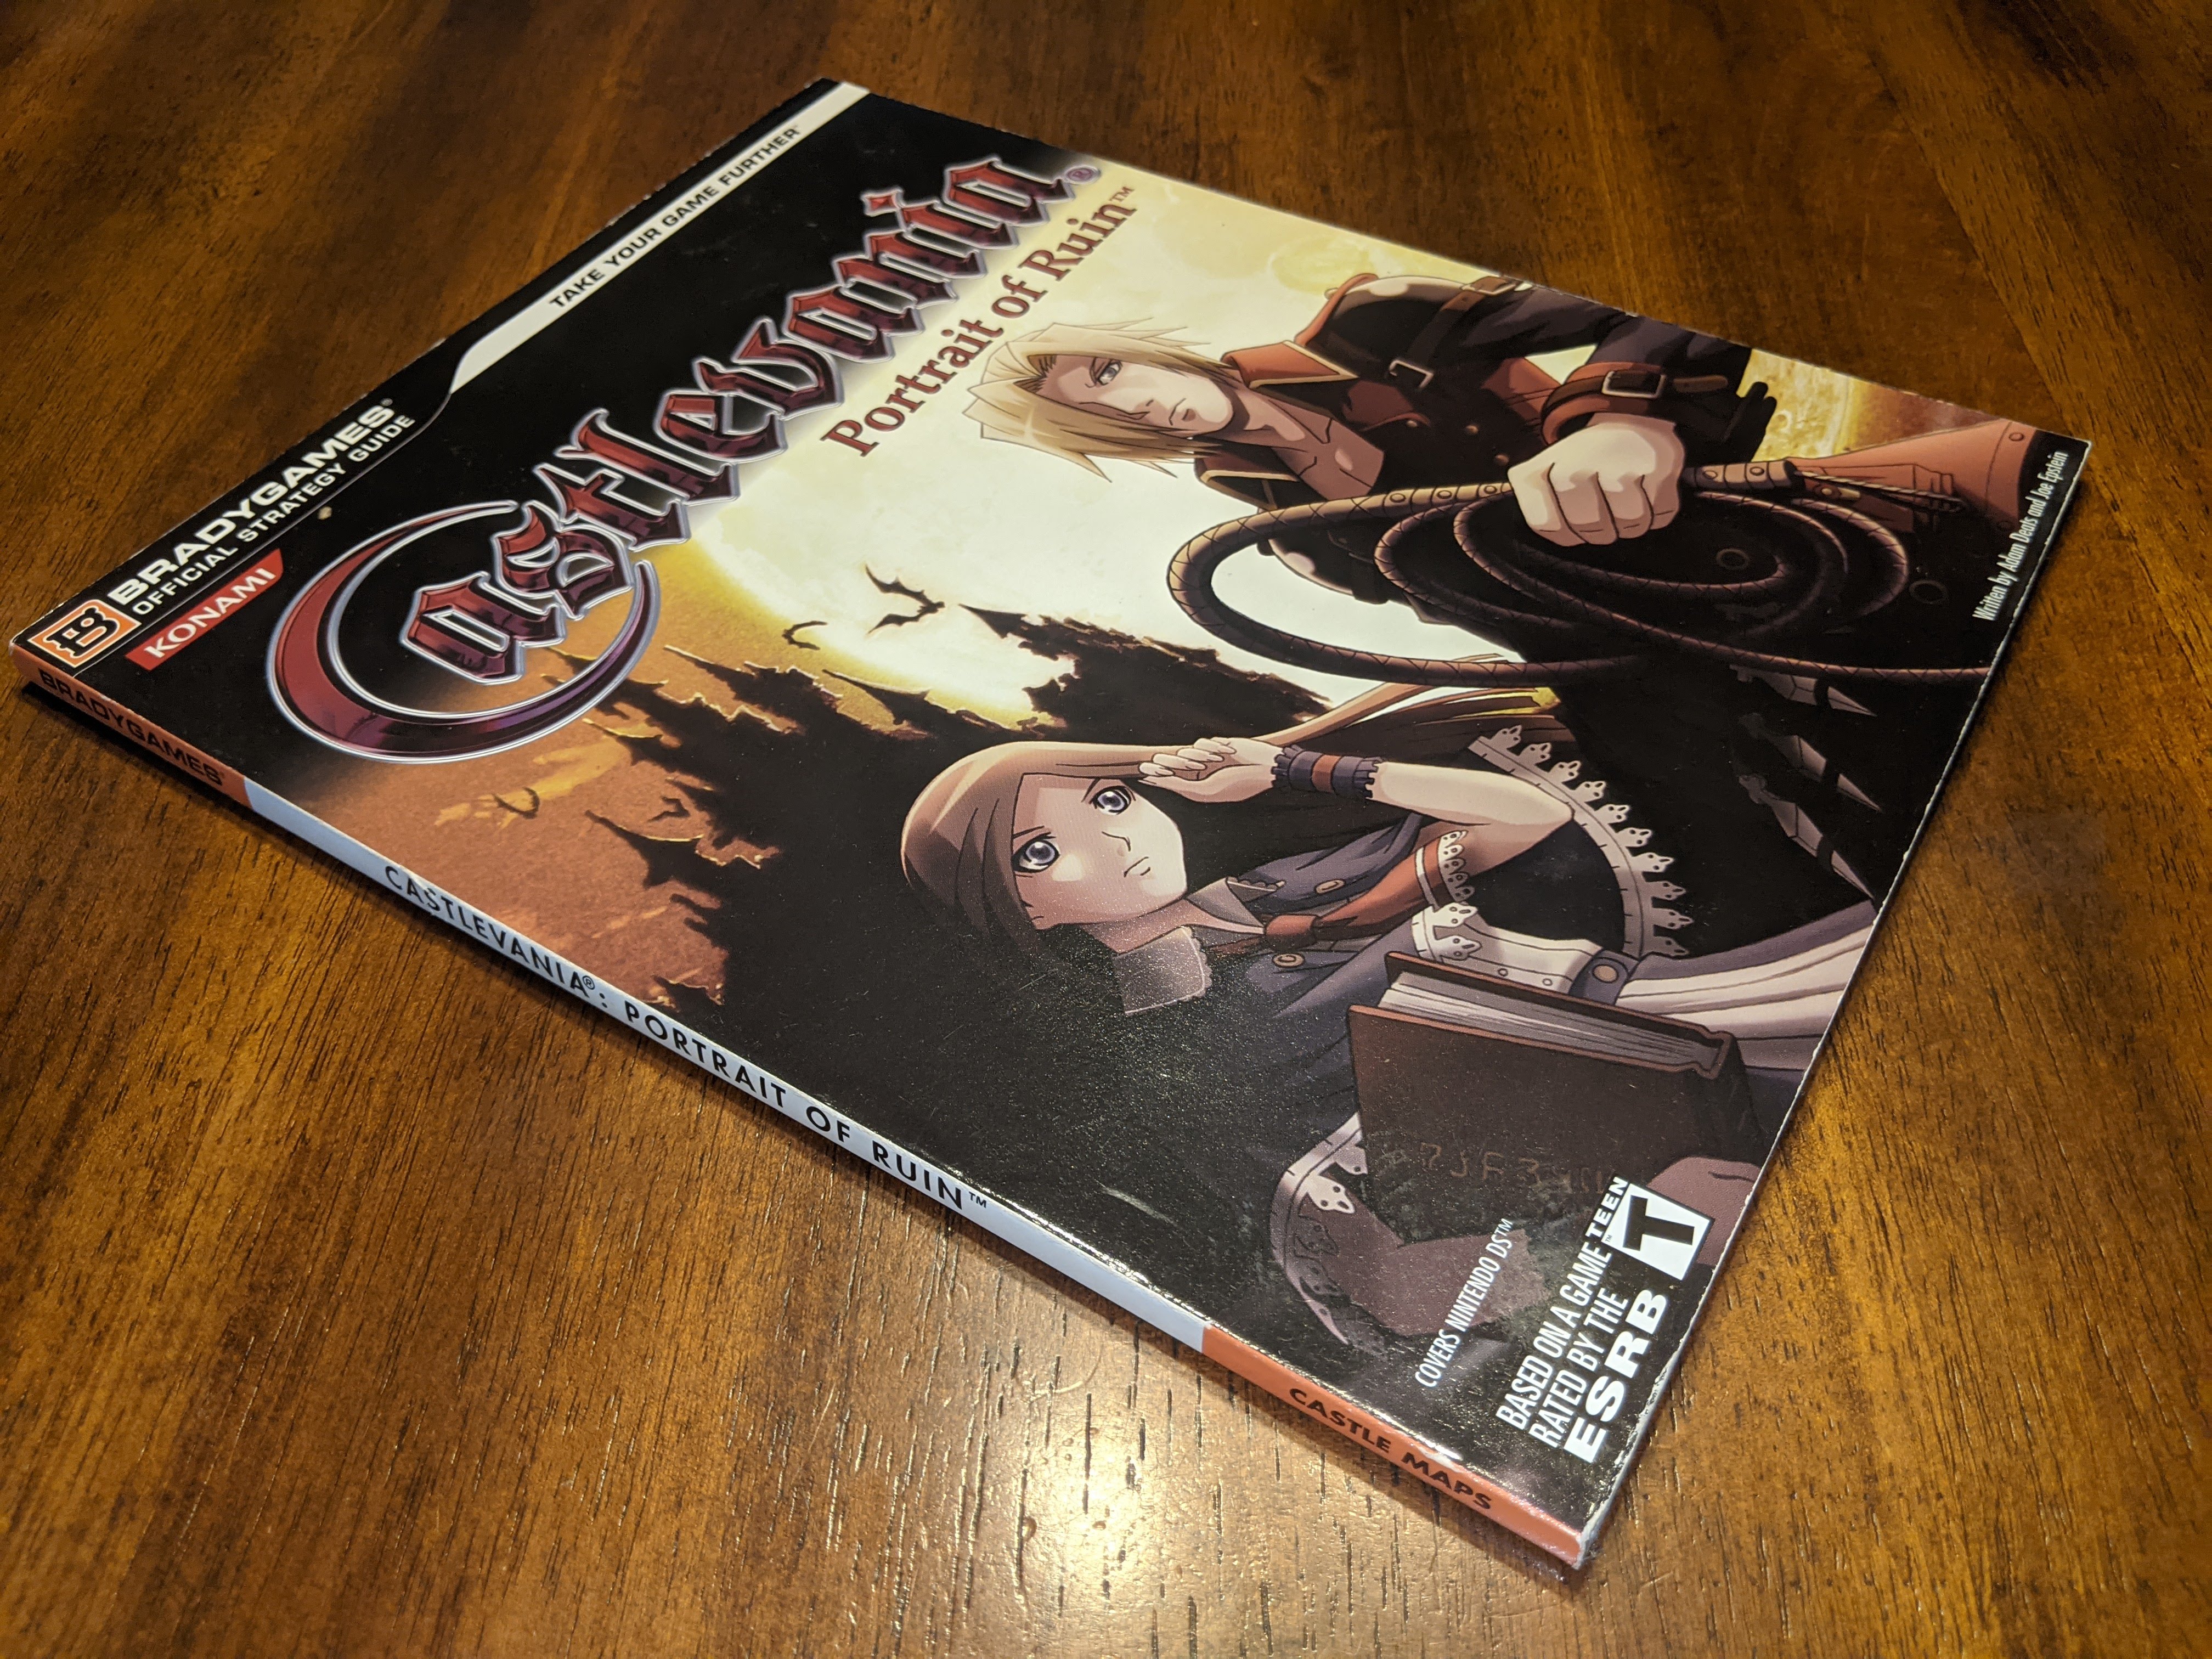 TAKE YOUR GAME FURTHER
BRADYGAMES®
OFFICIAL STRATEGY GUIDE
KONAMI
Castlevania®
Portrait of Ruin™
Written by Adam Deats and Joe Epstein
COVERS NINTENDO DS™
BASED ON A GAME
RATED BY THE
ESRB
TEEN
T
BRADYGAMES®
CASTLEVANIA®: PORTRAIT OF RUIN™
CASTLE MAPS